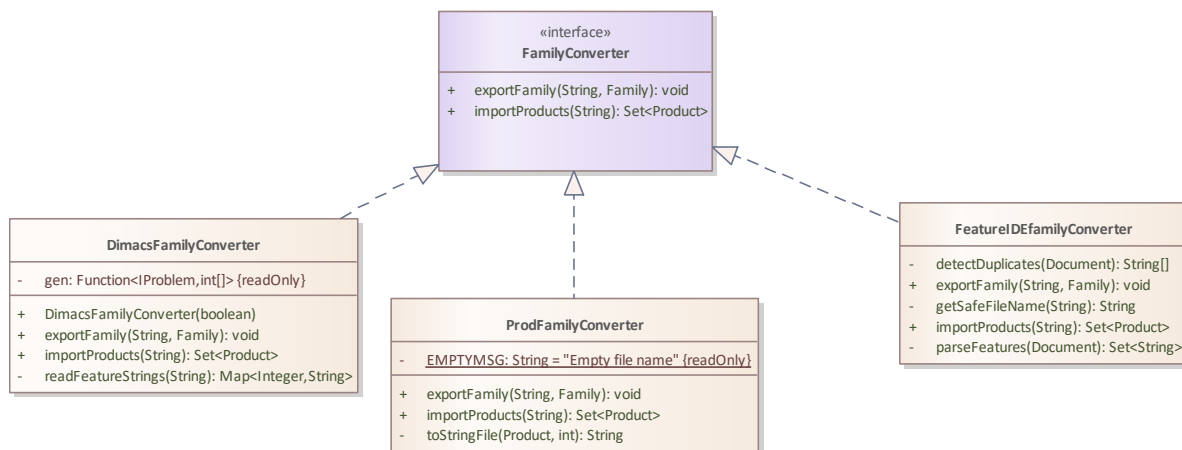 «interface»
FamilyConverter
+ exportFamily(String, Family): void
+ importProducts(String): Set<Product>
DimacsFamilyConverter
- gen: Function<IProblem,int[]> {readOnly}
+ DimacsFamilyConverter(boolean)
+ exportFamily(String, Family): void
+ importProducts(String): Set<Product>
- readFeatureStrings(String): Map<Integer,String>
ProdFamilyConverter
- EMPTYMSG: String = "Empty file name" {readOnly}
+ exportFamily(String, Family): void
+ importProducts(String): Set<Product>
- toStringFile(Product, int): String
FeatureIDEfamilyConverter
- detectDuplicates(Document): String[]
+ exportFamily(String, Family): void
- getSafeFileName(String): String
+ importProducts(String): Set<Product>
- parseFeatures(Document): Set<String>